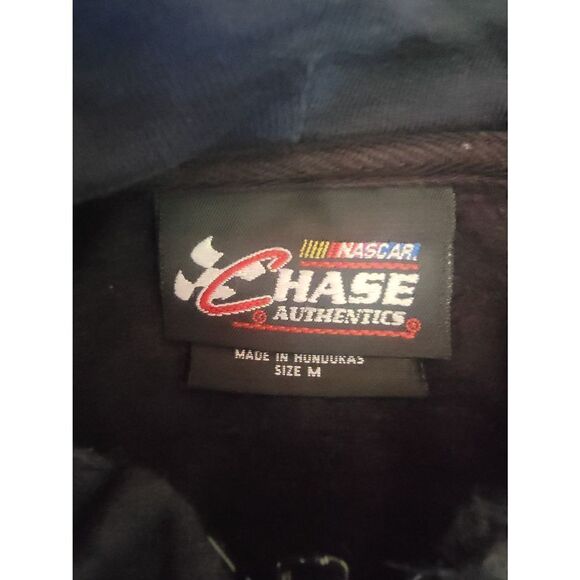 NASCAR.
CHASE
AUTHENTICS
MADE IN HONDURAS
SIZE M